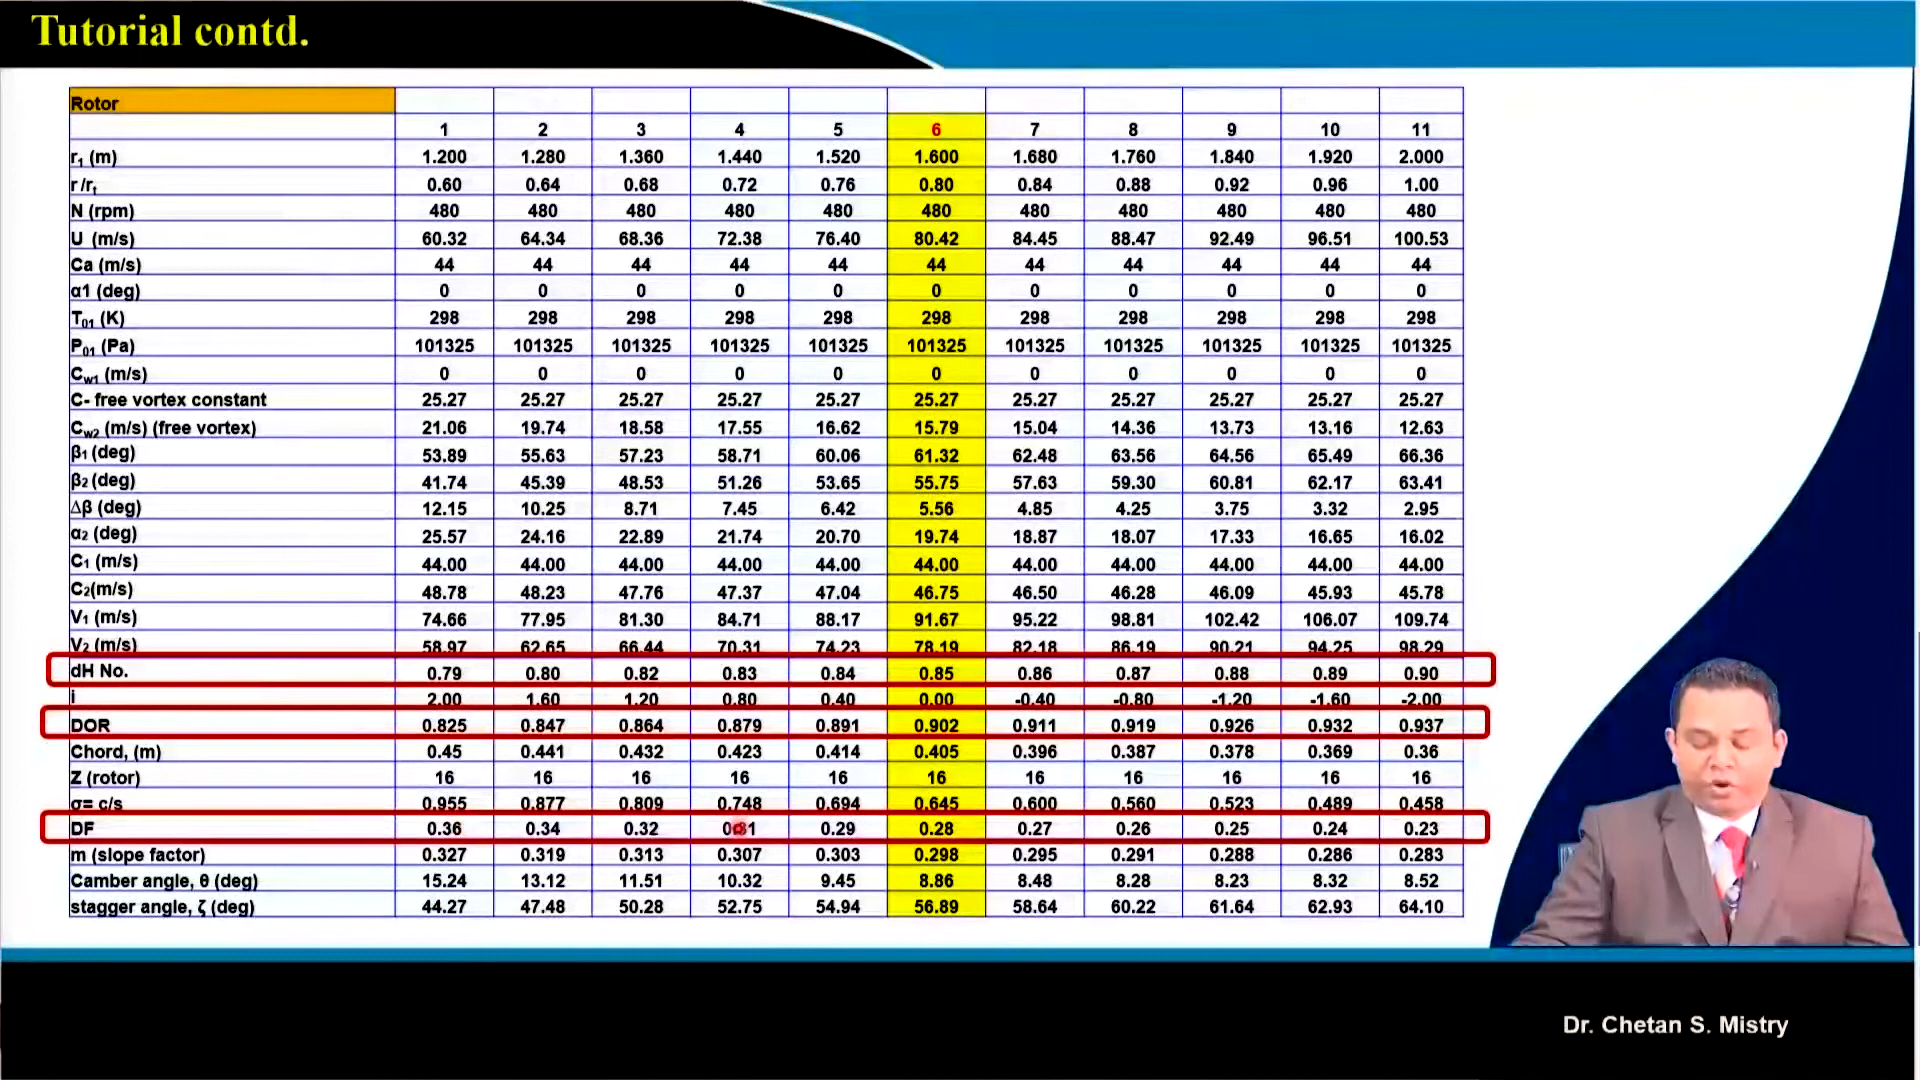 Tutorial contd.
Rotor
1 2 3 4 5 6 7 8 9 10 11
r₁ (m) 1.200 1.280 1.360 1.440 1.520 1.600 1.680 1.760 1.840 1.920 2.000
r /rₜ 0.60 0.64 0.68 0.72 0.76 0.80 0.84 0.88 0.92 0.96 1.00
N (rpm) 480 480 480 480 480 480 480 480 480 480 480
U (m/s) 60.32 64.34 68.36 72.38 76.40 80.42 84.45 88.47 92.49 96.51 100.53
Ca (m/s) 44 44 44 44 44 44 44 44 44 44 44
α1 (deg) 0 0 0 0 0 0 0 0 0 0 0
T₀₁ (K) 298 298 298 298 298 298 298 298 298 298 298
P₀₁ (Pa) 101325 101325 101325 101325 101325 101325 101325 101325 101325 101325 101325
Cw1 (m/s) 0 0 0 0 0 0 0 0 0 0 0
C- free vortex constant 25.27 25.27 25.27 25.27 25.27 25.27 25.27 25.27 25.27 25.27 25.27
Cw2 (m/s) (free vortex) 21.06 19.74 18.58 17.55 16.62 15.79 15.04 14.36 13.73 13.16 12.63
β₁ (deg) 53.89 55.63 57.23 58.71 60.06 61.32 62.48 63.56 64.56 65.49 66.36
β₂ (deg) 41.74 45.39 48.53 51.26 53.65 55.75 57.63 59.30 60.81 62.17 63.41
Δβ (deg) 12.15 10.25 8.71 7.45 6.42 5.56 4.85 4.25 3.75 3.32 2.95
α₂ (deg) 25.57 24.16 22.89 21.74 20.70 19.74 18.87 18.07 17.33 16.65 16.02
C₁ (m/s) 44.00 44.00 44.00 44.00 44.00 44.00 44.00 44.00 44.00 44.00 44.00
C₂(m/s) 48.78 48.23 47.76 47.37 47.04 46.75 46.50 46.28 46.09 45.93 45.78
V₁ (m/s) 74.66 77.95 81.30 84.71 88.17 91.67 95.22 98.81 102.42 106.07 109.74
V₂ (m/s) 58.97 62.65 66.44 70.31 74.23 78.19 82.18 86.19 90.21 94.25 98.29
dH No. 0.79 0.80 0.82 0.83 0.84 0.85 0.86 0.87 0.88 0.89 0.90
i 2.00 1.60 1.20 0.80 0.40 0.00 -0.40 -0.80 -1.20 -1.60 -2.00
DOR 0.825 0.847 0.864 0.879 0.891 0.902 0.911 0.919 0.926 0.932 0.937
Chord, (m) 0.45 0.441 0.432 0.423 0.414 0.405 0.396 0.387 0.378 0.369 0.36
Z (rotor) 16 16 16 16 16 16 16 16 16 16 16
σ= c/s 0.955 0.877 0.809 0.748 0.694 0.645 0.600 0.560 0.523 0.489 0.458
DF 0.36 0.34 0.32 0.29 0.28 0.27 0.26 0.25 0.24 0.23
m (slope factor) 0.327 0.319 0.313 0.307 0.303 0.298 0.295 0.291 0.288 0.286 0.283
Camber angle, θ (deg) 15.24 13.12 11.51 10.32 9.45 8.86 8.48 8.28 8.23 8.32 8.52
stagger angle, ζ (deg) 44.27 47.48 50.28 52.75 54.94 56.89 58.64 60.22 61.64 62.93 64.10
Dr. Chetan S. Mistry